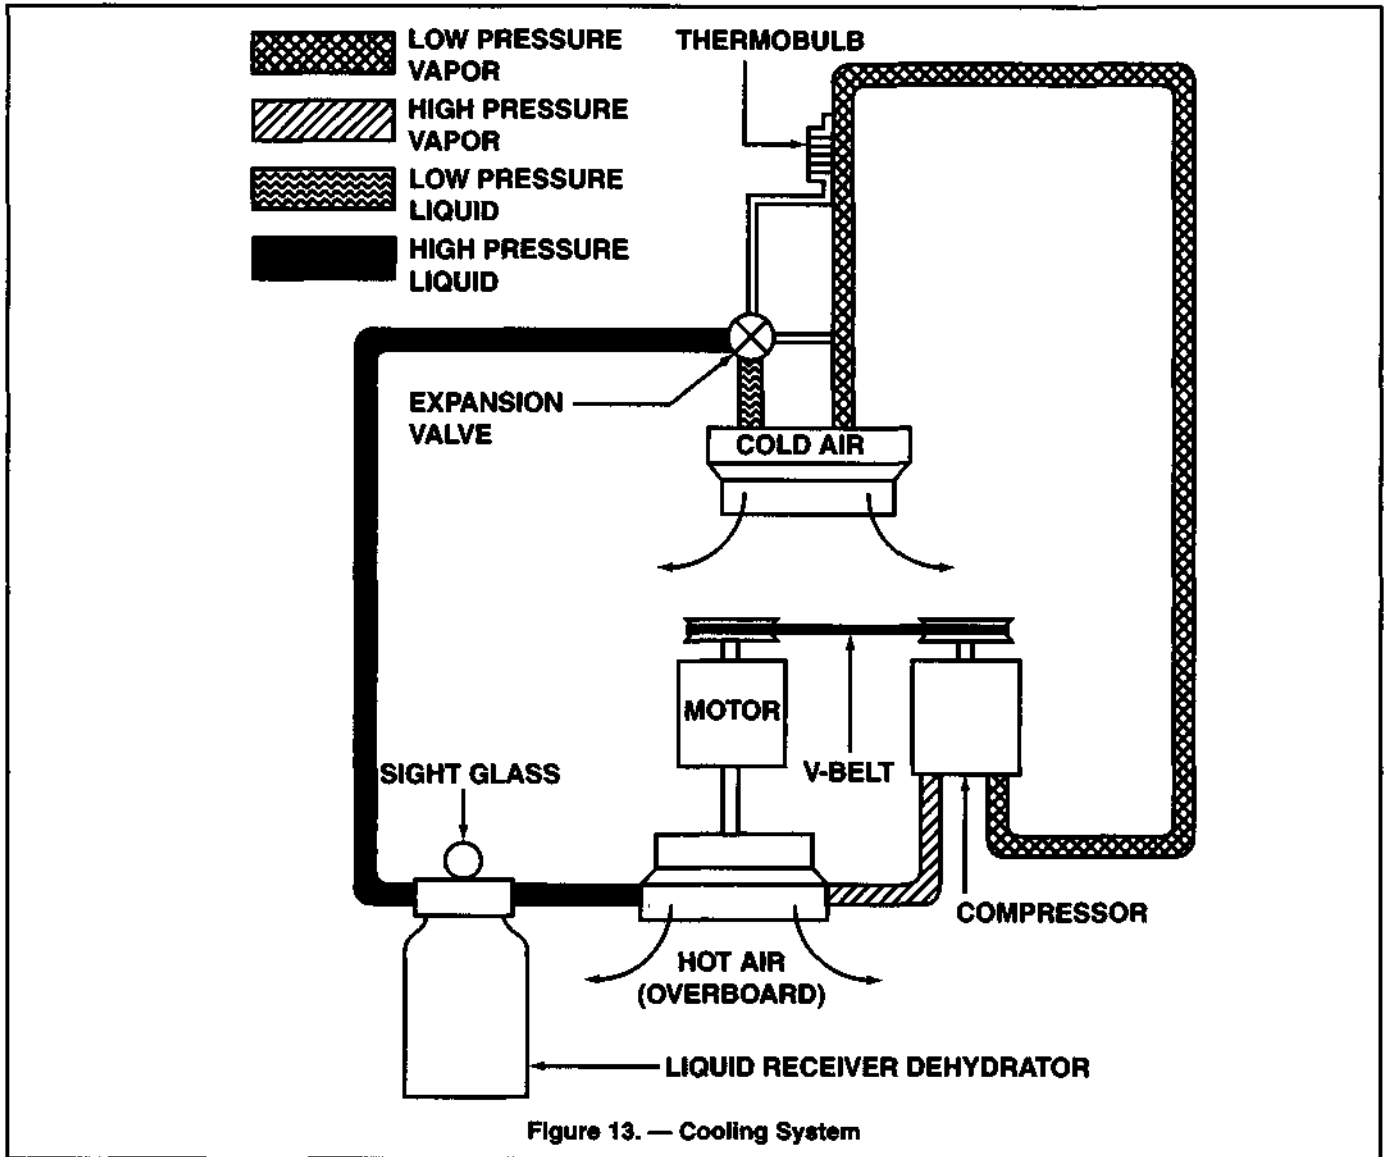 LOW PRESSURE
VAPOR
HIGH PRESSURE
VAPOR
LOW PRESSURE
LIQUID
HIGH PRESSURE
LIQUID
THERMOBULB
EXPANSION
VALVE
COLD AIR
MOTOR
V-BELT
SIGHT GLASS
COMPRESSOR
HOT AIR
(OVERBOARD)
LIQUID RECEIVER DEHYDRATOR
Figure 13. — Cooling System